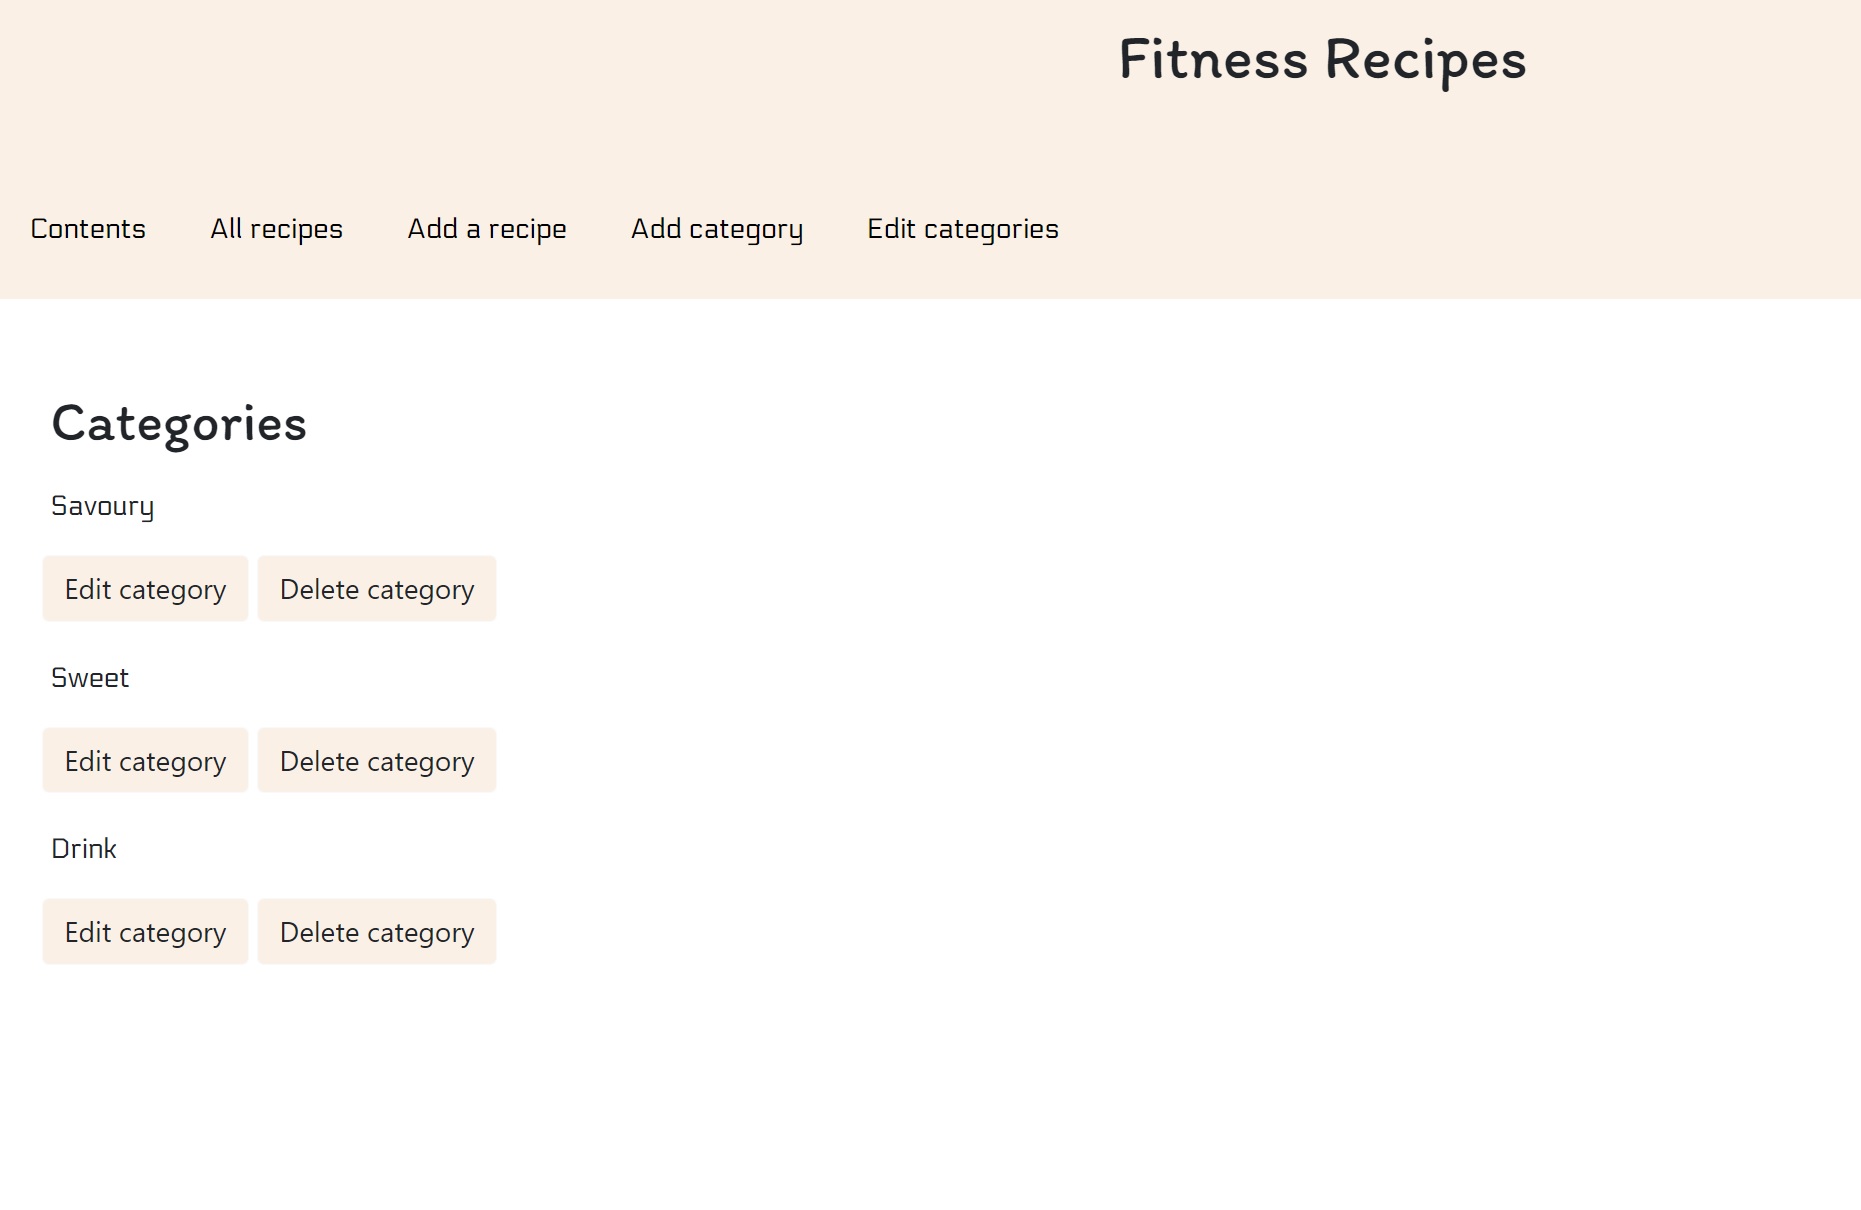 Fitness Recipes
Contents All recipes Add a recipe Add category Edit categories
Categories
Savoury
Edit category Delete category
Sweet
Edit category Delete category
Drink
Edit category Delete category